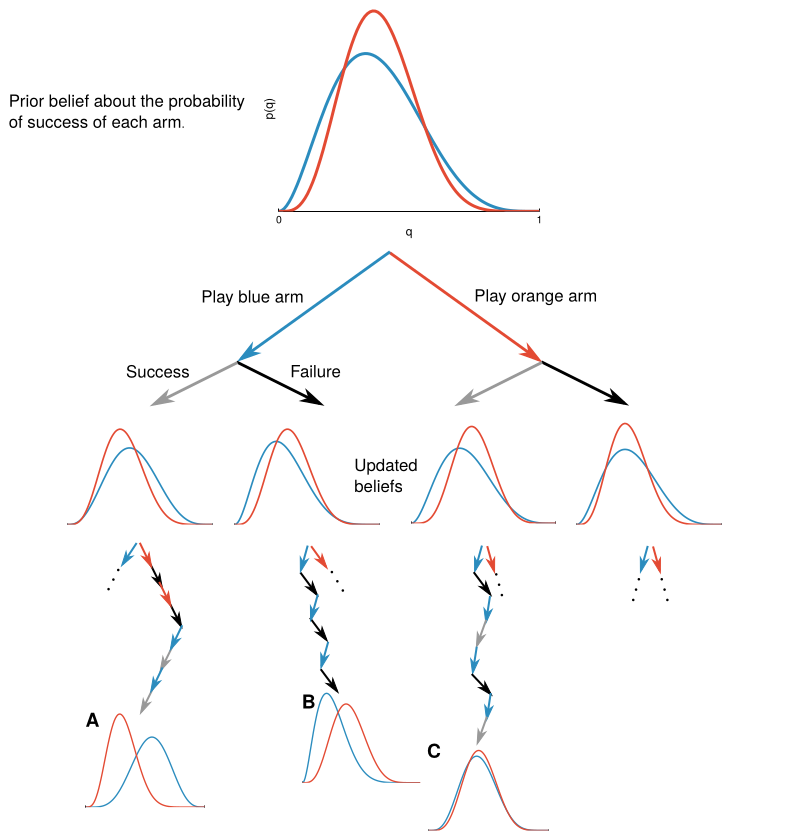 Prior belief about the probability
of success of each arm.
p(q)
0
1
q
Play blue arm
Play orange arm
Success
Failure
Updated
beliefs
A
B
C